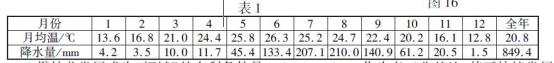 表1
图16
月份 1 2 3 4 5 6 7 8 9 10 11 12 全年
月均温/℃ 13.6 16.8 21.0 24.4 25.8 26.3 25.2 24.7 22.4 20.2 16.1 12.8 20.8
降水量/mm 4.2 3.5 10.0 11.7 45.4 133.4 207.1 210.0 140.9 61.2 20.5 1.5 849.4